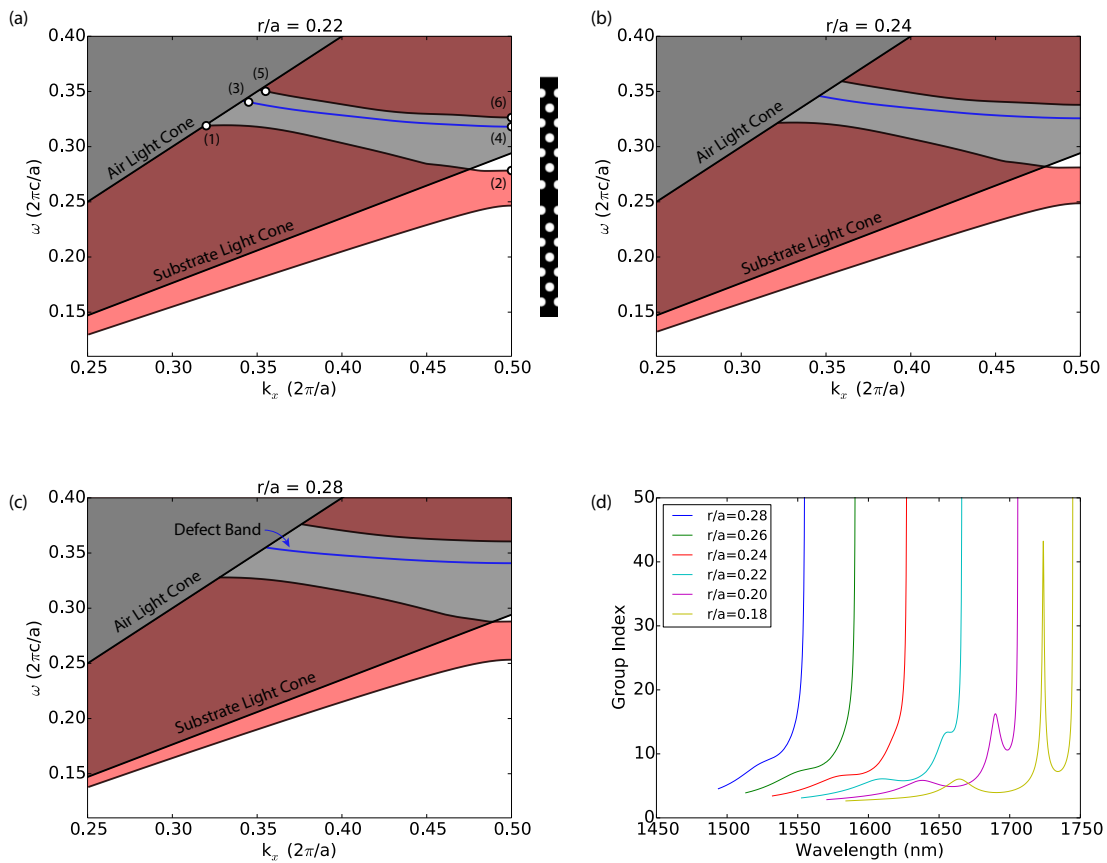 (a)
r/a = 0.22
0.40
0.35
0.30
0.25
0.20
0.15
ω (2πc/a)
Air Light Cone
Substrate Light Cone
(1)
(2)
(3)
(4)
(5)
(6)
0.25
0.30
0.35
0.40
0.45
0.50
kₓ (2π/a)
(b)
r/a = 0.24
0.40
0.35
0.30
0.25
0.20
0.15
ω (2πc/a)
Air Light Cone
Substrate Light Cone
0.25
0.30
0.35
0.40
0.45
0.50
kₓ (2π/a)
(c)
r/a = 0.28
0.40
0.35
0.30
0.25
0.20
0.15
ω (2πc/a)
Defect Band
Air Light Cone
Substrate Light Cone
0.25
0.30
0.35
0.40
0.45
0.50
kₓ (2π/a)
(d)
50
40
30
20
10
0
Group Index
r/a=0.28
r/a=0.26
r/a=0.24
r/a=0.22
r/a=0.20
r/a=0.18
1450
1500
1550
1600
1650
1700
1750
Wavelength (nm)